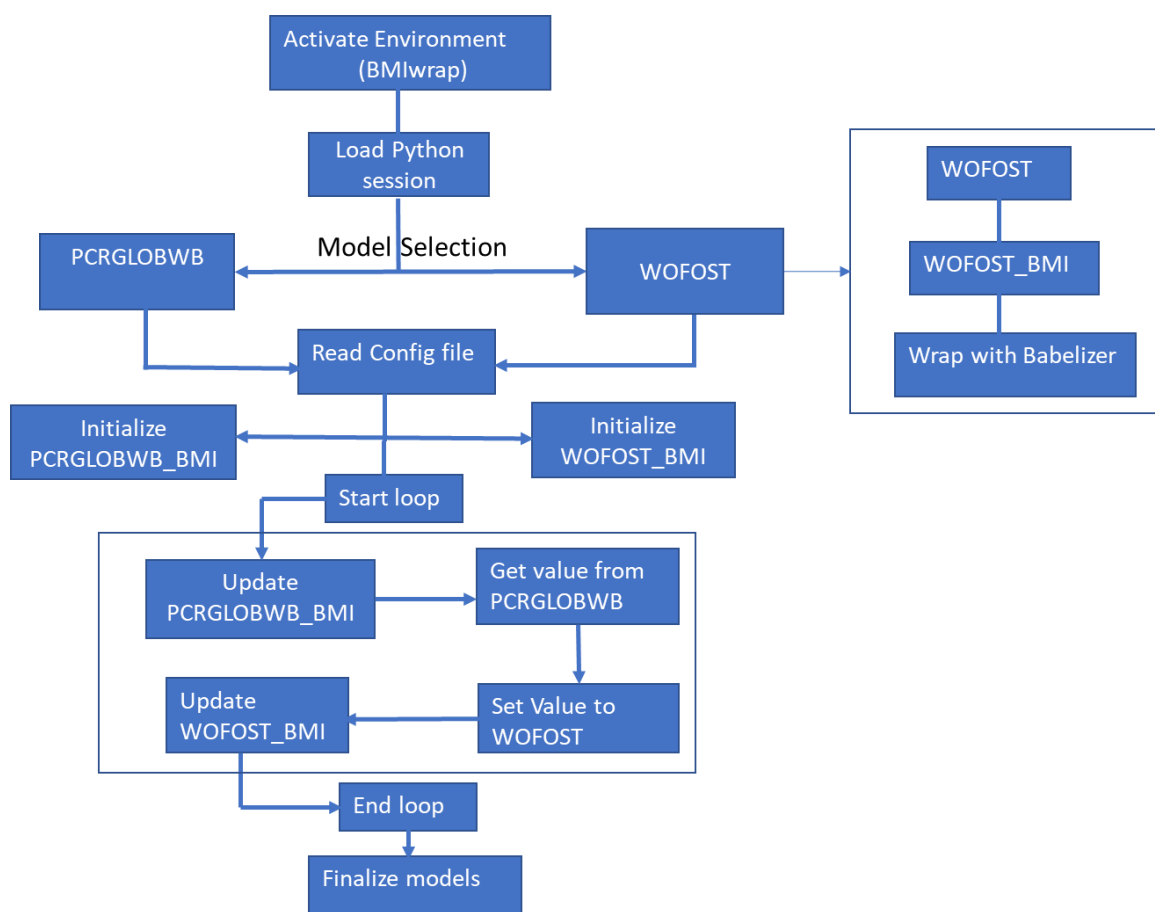 Activate Environment
(BMIwrap)
Load Python
session
Model Selection
PCRGLOBWB
WOFOST
WOFOST
WOFOST_BMI
Wrap with Babelizer
Read Config file
Initialize
PCRGLOBWB_BMI
Initialize
WOFOST_BMI
Start loop
Update
PCRGLOBWB_BMI
Get value from
PCRGLOBWB
Set Value to
WOFOST
Update
WOFOST_BMI
End loop
Finalize models